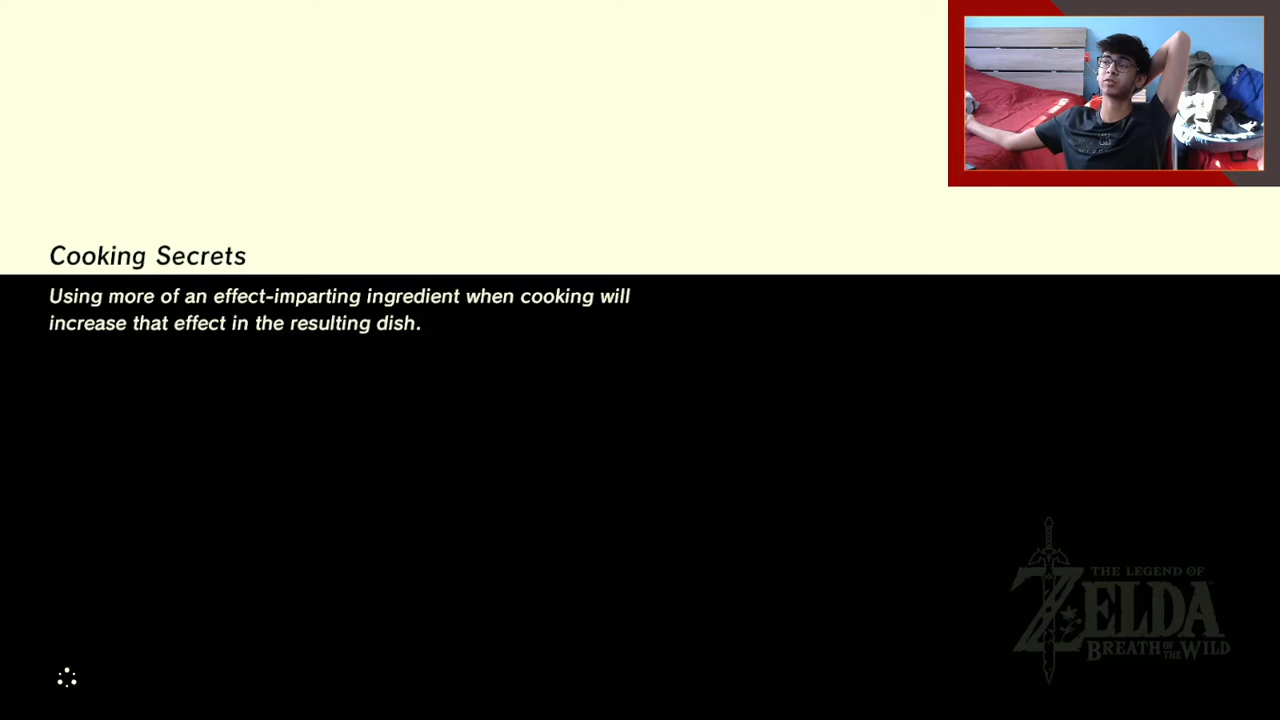 Cooking Secrets
Using more of an effect-imparting ingredient when cooking will
increase that effect in the resulting dish.
THE LEGEND OF
ZELDA
BREATH OF THE WILD